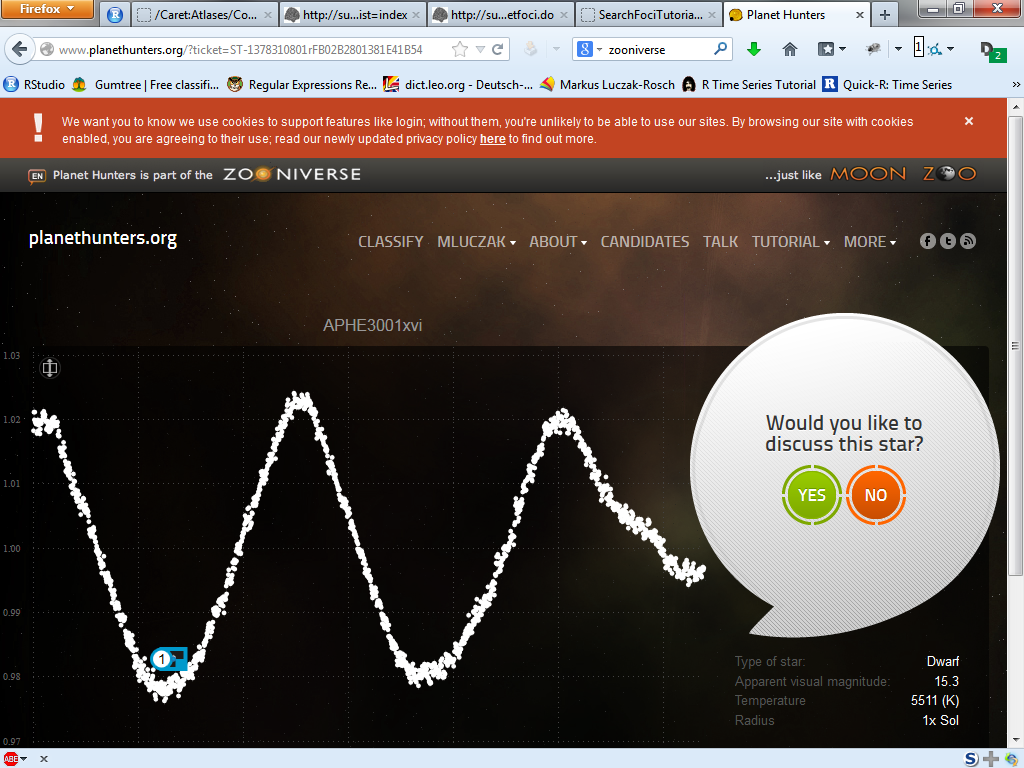 Firefox
/Caret:Atlases/Co...
http://su...ist=index
http://su...etfoci.do
SearchFociTutoria...
Planet Hunters
www.planethunters.org/?ticket=ST-1378310801rFB02B2801381E41B54
zooniverse
1
2
RStudio
Gumtree | Free classifi...
Regular Expressions Re...
dict.leo.org - Deutsch-...
Markus Luczak-Rosch
R Time Series Tutorial
Quick-R: Time Series
We want you to know we use cookies to support features like login; without them, you're unlikely to be able to use our sites. By browsing our site with cookies
enabled, you are agreeing to their use; read our newly updated privacy policy here to find out more.
EN Planet Hunters is part of the ZOONIVERSE
...just like MOON ZOO
planethunters.org
CLASSIFY MLUCZAK ABOUT CANDIDATES TALK TUTORIAL MORE
APHE3001xvi
1.03
1.02
1.01
1.00
0.99
0.98
0.97
1
Would you like to
discuss this star?
YES NO
Type of star: Dwarf
Apparent visual magnitude: 15.3
Temperature 5511 (K)
Radius 1x Sol
ABE